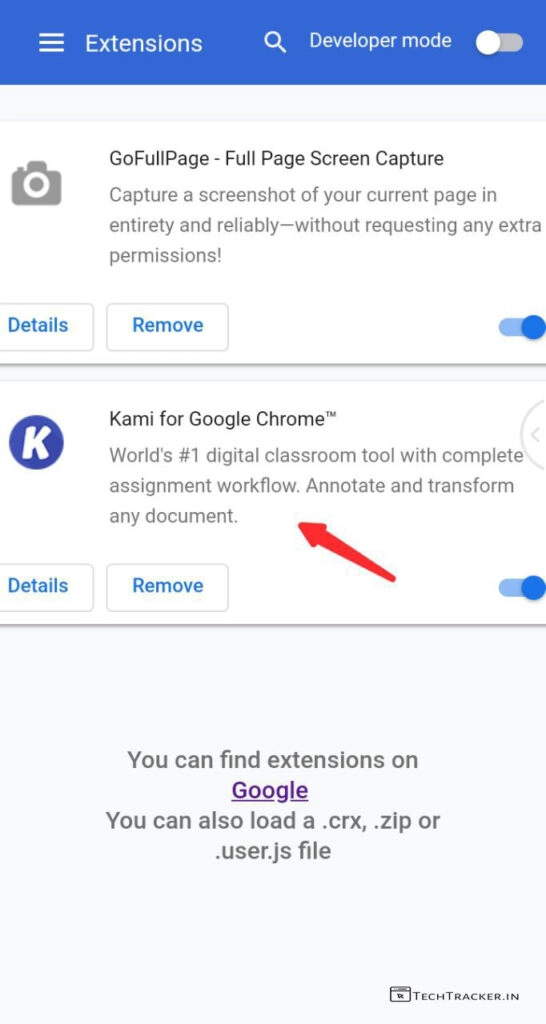 Extensions
Developer mode
GoFullPage - Full Page Screen Capture
Capture a screenshot of your current page in
entirety and reliably—without requesting any extra
permissions!
Details
Remove
K
Kami for Google Chrome™
World's #1 digital classroom tool with complete
assignment workflow. Annotate and transform
any document.
Details
Remove
You can find extensions on
Google
You can also load a .crx, .zip or
.user.js file
TECHTRACKER.IN